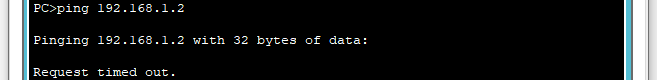 PC>ping 192.168.1.2
Pinging 192.168.1.2 with 32 bytes of data:
Request timed out.